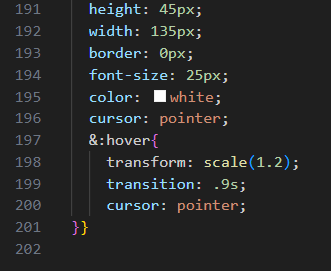 191 height: 45px;
192 width: 135px;
193 border: 0px;
194 font-size: 25px;
195 color: white;
196 cursor: pointer;
197 &:hover{
198 transform: scale(1.2);
199 transition: .9s;
200 cursor: pointer;
201 }}
202